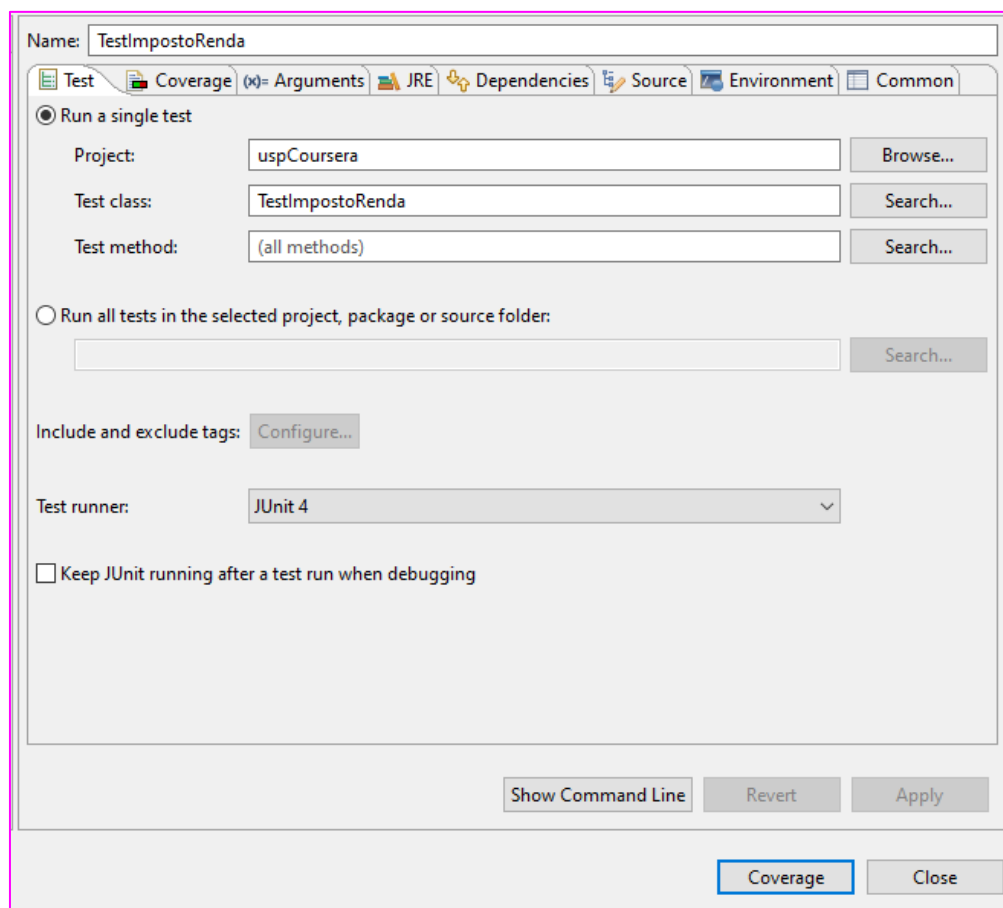 Name: TestImpostoRenda
Test Coverage (x)= Arguments JRE Dependencies Source Environment Common
Run a single test
Project: uspCoursera Browse...
Test class: TestImpostoRenda Search...
Test method: (all methods) Search...
Run all tests in the selected project, package or source folder:
Search...
Include and exclude tags: Configure...
Test runner: JUnit 4
Keep JUnit running after a test run when debugging
Show Command Line Revert Apply
Coverage Close